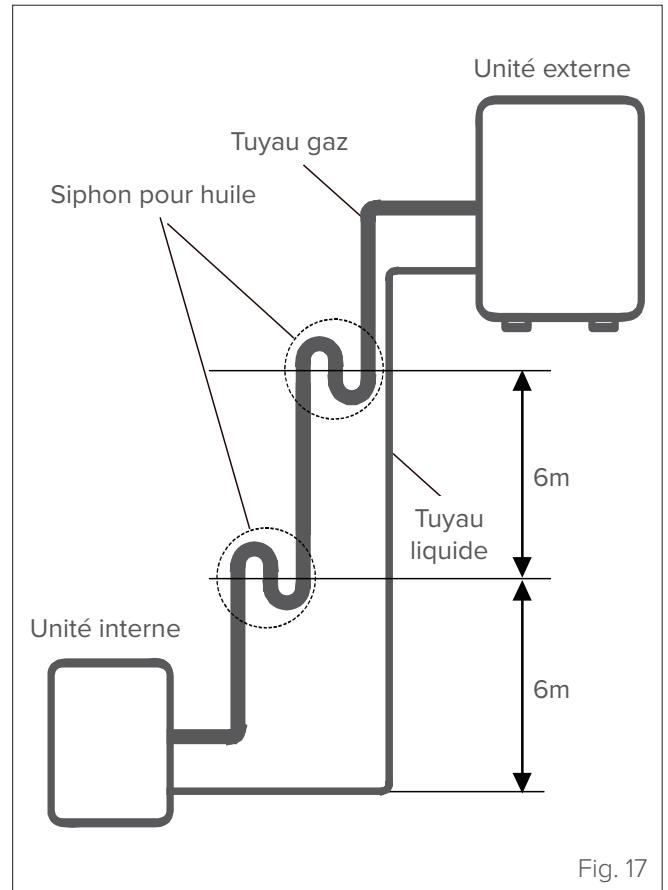 Unité externe
Tuyau gaz
Siphon pour huile
6m
Tuyau
liquide
Unité interne
6m
Fig. 17